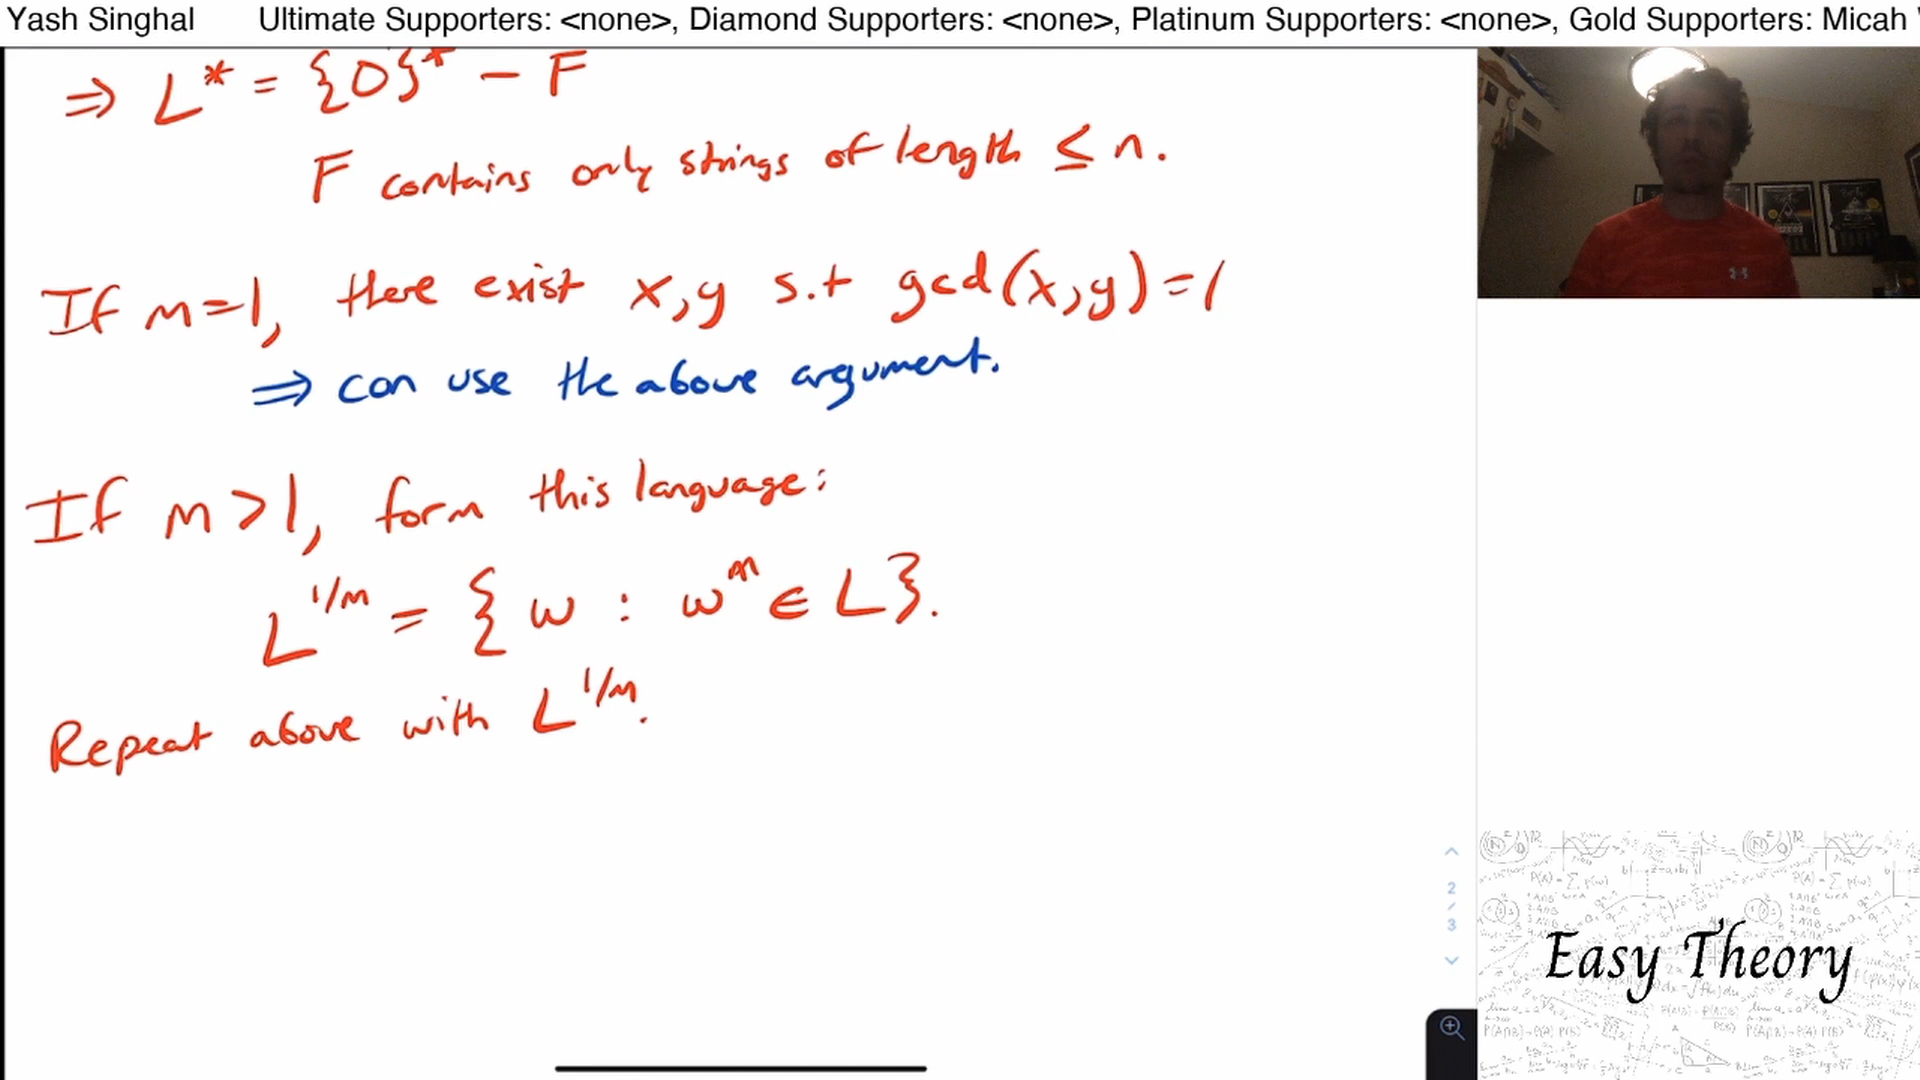 Yash Singhal Ultimate Supporters: <none>, Diamond Supporters: <none>, Platinum Supporters: <none>, Gold Supporters: Micah
⇒ L* = {0}* − F
F contains only strings of length ≤ n.
If m=1, there exist x,y s.t gcd(x,y)=1
⇒ can use the above argument.
If m>1, form this language:
L^{1/m} = { w : w^m ∈ L}.
Repeat above with L^{1/m}.
2
/
3
Easy Theory